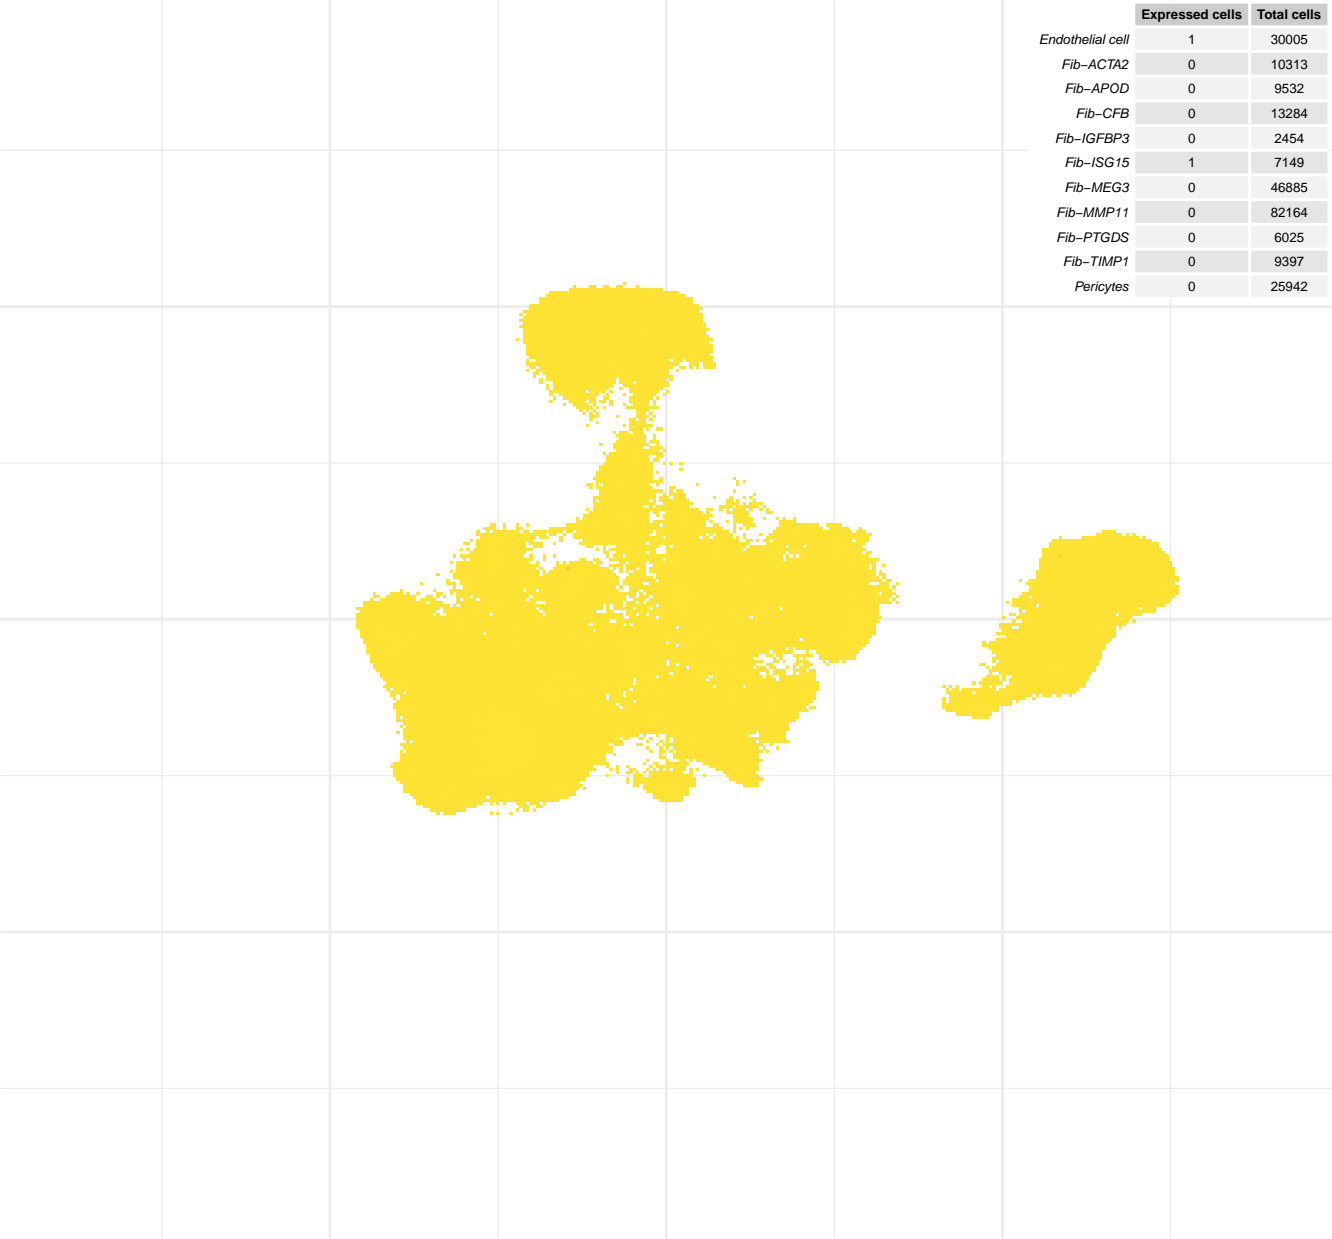 Expressed cells Total cells
Endothelial cell 1 30005
Fib−ACTA2 0 10313
Fib−APOD 0 9532
Fib−CFB 0 13284
Fib−IGFBP3 0 2454
Fib−ISG15 1 7149
Fib−MEG3 0 46885
Fib−MMP11 0 82164
Fib−PTGDS 0 6025
Fib−TIMP1 0 9397
Pericytes 0 25942